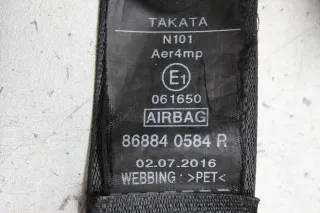 TAKATA
N101
Aer4mp
E1
061650
AIRBAG
86884 0584 R
02.07.2016
WEBBING : >PET<